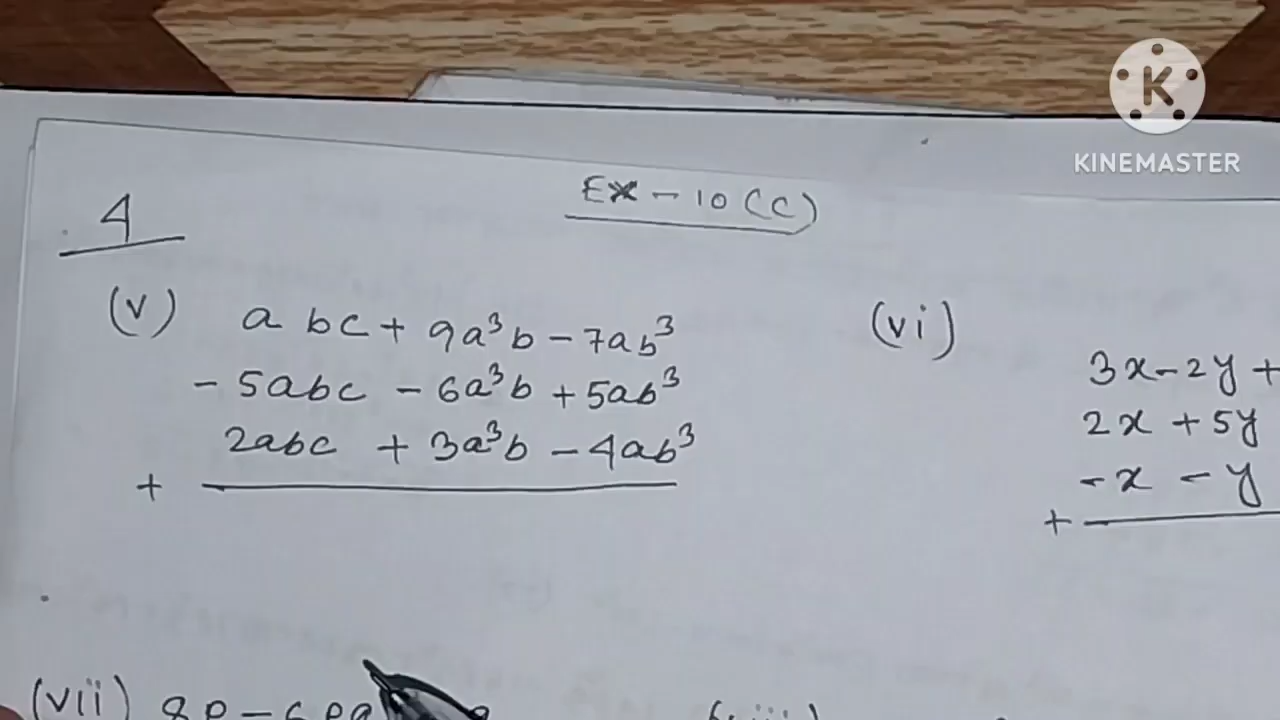 KINEMASTER
Ex - 10 (C)
4
(v) abc + 9a³b - 7ab³
- 5abc - 6a³b + 5ab³
2abc + 3a³b - 4ab³
+
(vi)
3x - 2y +
2x + 5y
- x - y
+
(vii) 8p -